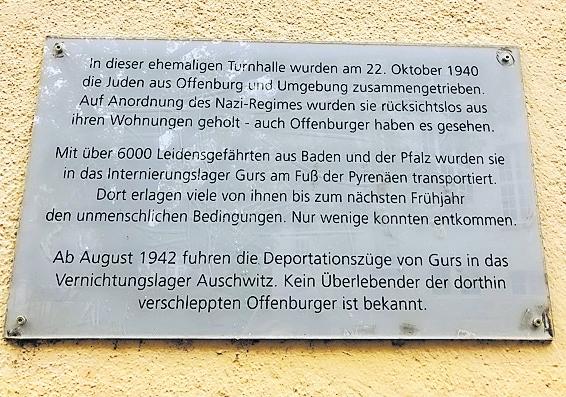 In dieser ehemaligen Turnhalle wurden am 22. Oktober 1940
die Juden aus Offenburg und Umgebung zusammengetrieben.
Auf Anordnung des Nazi-Regimes wurden sie rücksichtslos aus
ihren Wohnungen geholt - auch Offenburger haben es gesehen.
Mit über 6000 Leidensgefährten aus Baden und der Pfalz wurden sie
in das Internierungslager Gurs am Fuß der Pyrenäen transportiert.
Dort erlagen viele von ihnen bis zum nächsten Frühjahr
den unmenschlichen Bedingungen. Nur wenige konnten entkommen.
Ab August 1942 fuhren die Deportationszüge von Gurs in das
Vernichtungslager Auschwitz. Kein Überlebender der dorthin
verschleppten Offenburger ist bekannt.